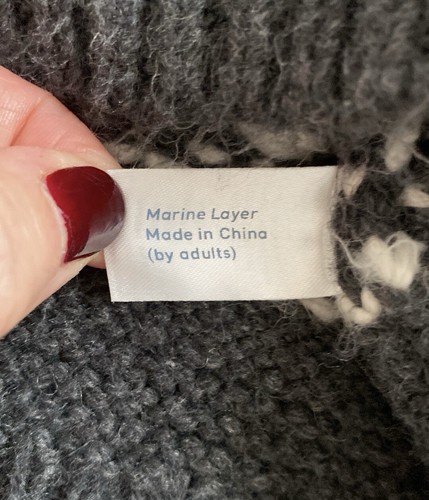 Marine Layer
Made in China
(by adults)